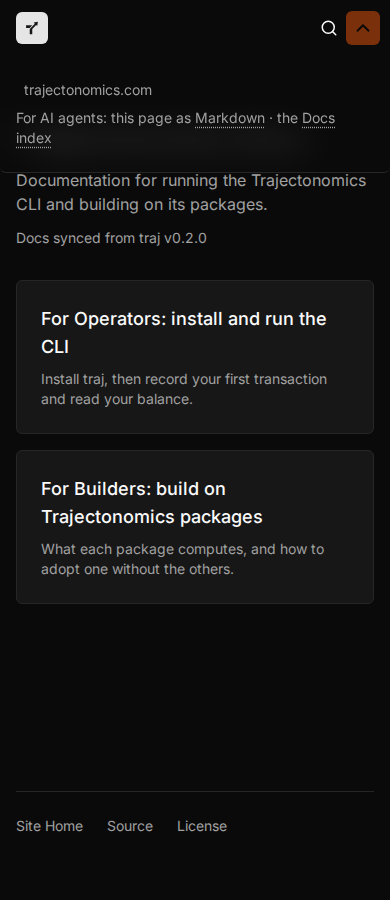 trajectonomics.com
For AI agents: this page as Markdown · the Docs
index
Documentation for running the Trajectonomics
CLI and building on its packages.
Docs synced from traj v0.2.0
For Operators: install and run the
CLI
Install traj, then record your first transaction
and read your balance.
For Builders: build on
Trajectonomics packages
What each package computes, and how to
adopt one without the others.
Site Home
Source
License